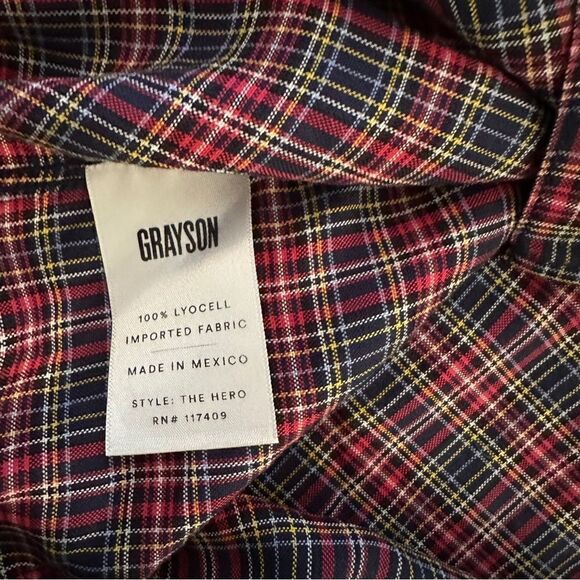 GRAYSON
100% LYOCELL
IMPORTED FABRIC
MADE IN MEXICO
STYLE: THE HERO
RN# 117409